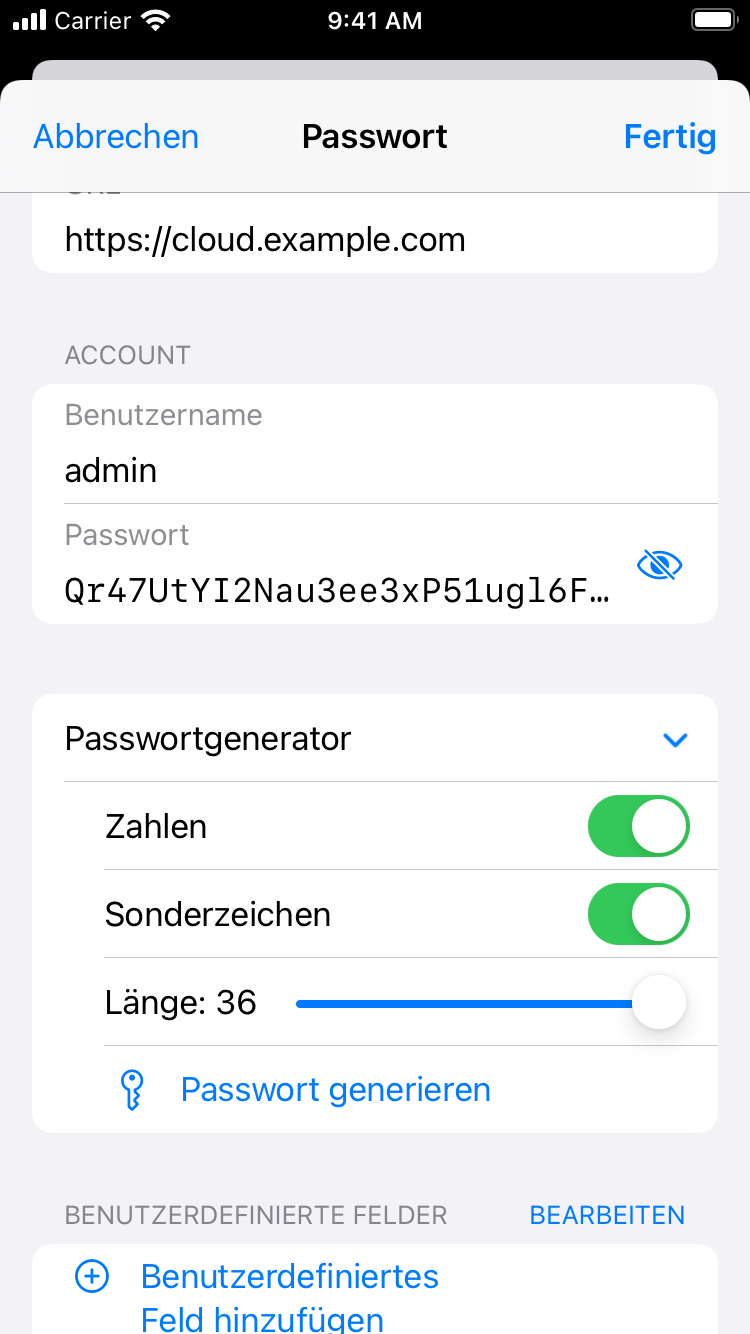 Carrier
9:41 AM
Abbrechen
Passwort
Fertig
https://cloud.example.com
ACCOUNT
Benutzername
admin
Passwort
Qr47UtYI2Nau3ee3xP51ugl6F…
Passwortgenerator
Zahlen
Sonderzeichen
Länge: 36
Passwort generieren
BENUTZERDEFINIERTE FELDER
BEARBEITEN
Benutzerdefiniertes
Feld hinzufügen